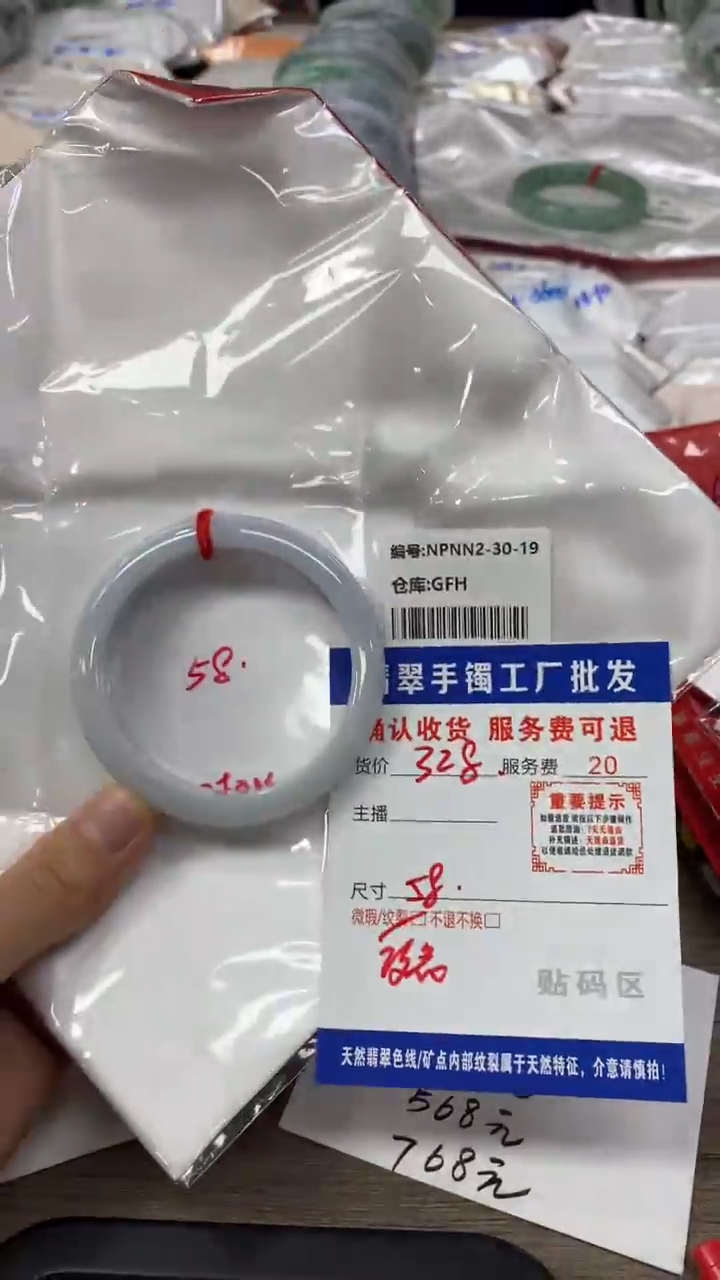 58.
编号:NPNN2-30-19
仓库:GFH
翡翠手镯工厂批发
确认收货 服务费可退
货价 328. 服务费 20
主播
重要提示
尺寸 58.
微瑕/纹裂 不退不换
贴码区
天然翡翠色线/矿点内部纹裂属于天然特征，介意请慎拍!
568元
768元